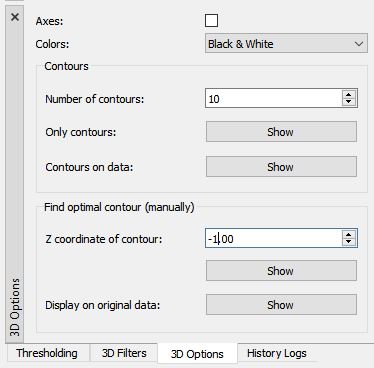 Axes:
Colors: Black & White
Contours
Number of contours: 10
Only contours: Show
Contours on data: Show
Find optimal contour (manually)
Z coordinate of contour: -1,00
Show
Display on original data: Show
3D Options
Thresholding 3D Filters 3D Options History Logs